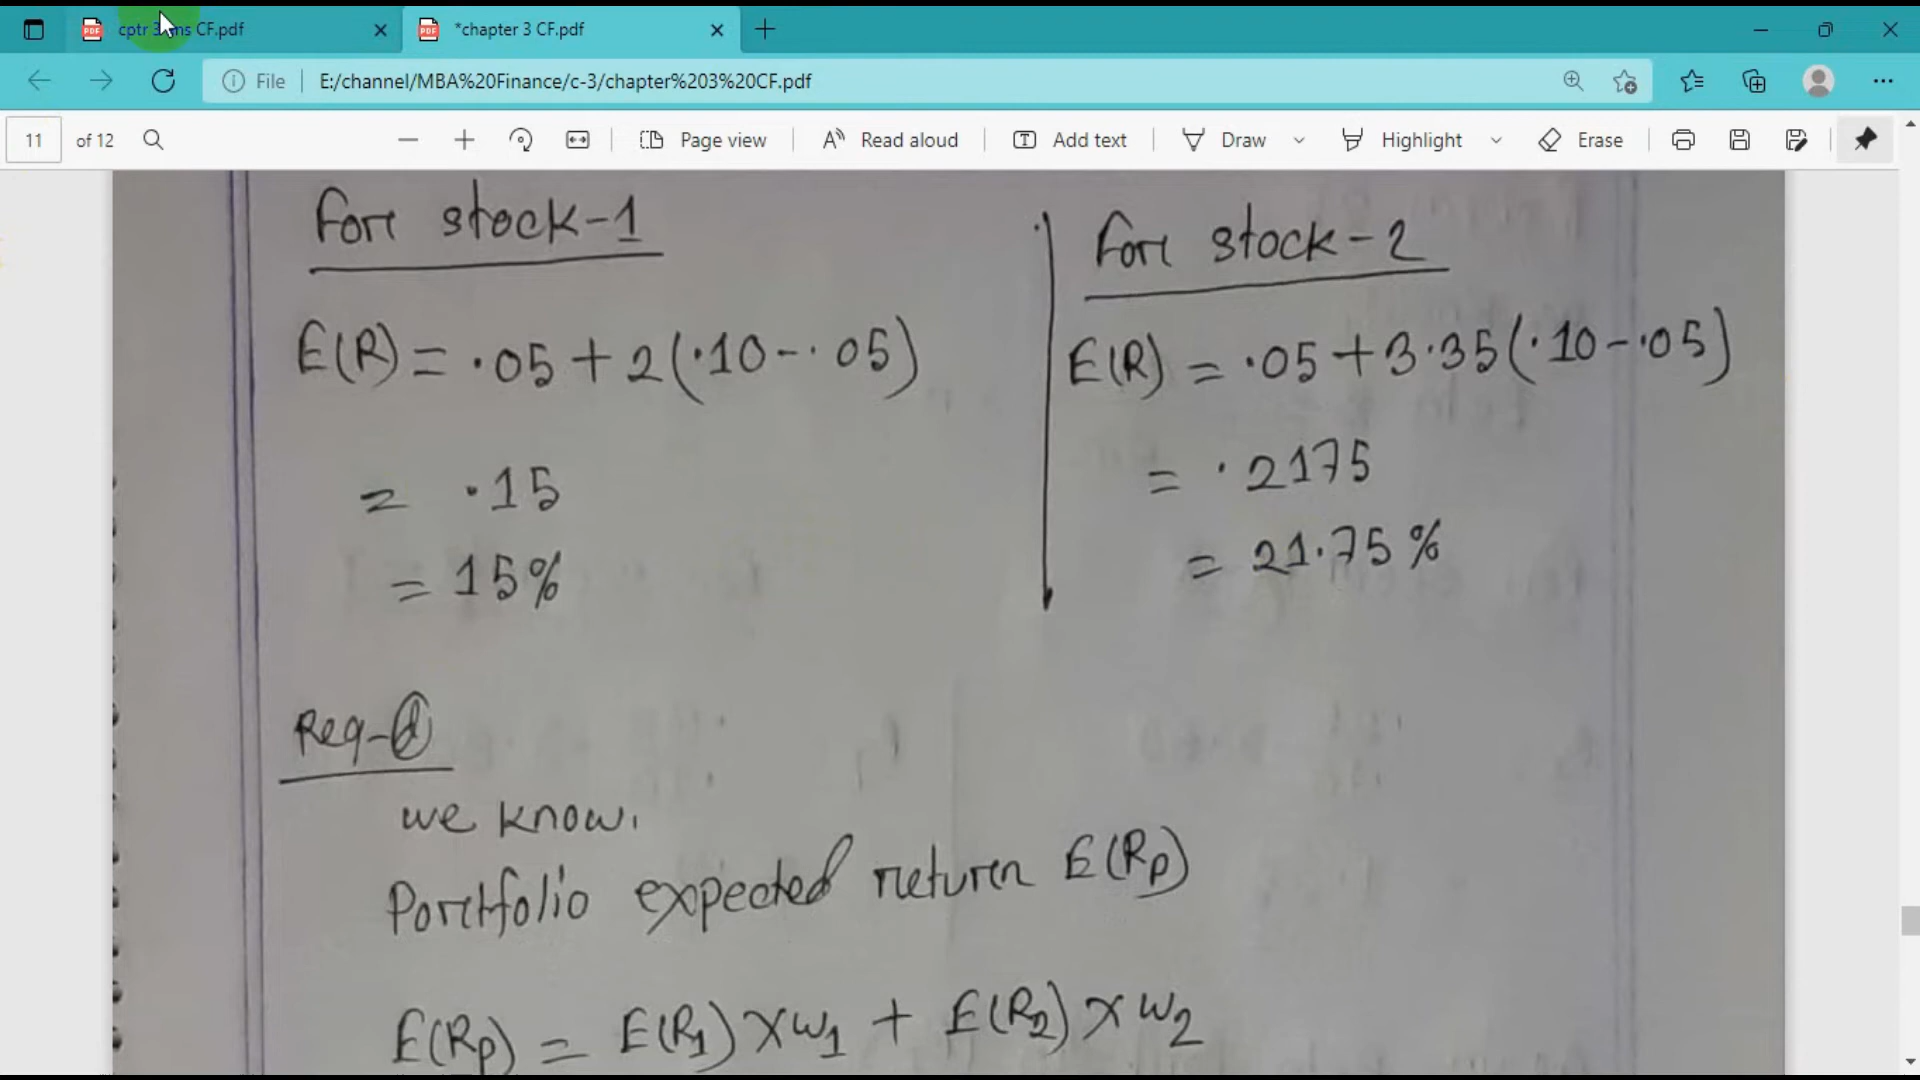 cptr 3 ms CF.pdf
*chapter 3 CF.pdf
File
E:/channel/MBA%20Finance/c-3/chapter%203%20CF.pdf
11 of 12
Page view
Read aloud
Add text
Draw
Highlight
Erase
For stock-1
E(R) = .05 + 2(.10 - .05)
= .15
= 15%
For stock-2
E(R) = .05 + 3.35(.10 - .05)
= .2175
= 21.75%
Req-d
we know,
Portfolio expected return E(Rp)
E(Rp) = E(R1) × w1 + E(R2) × w2